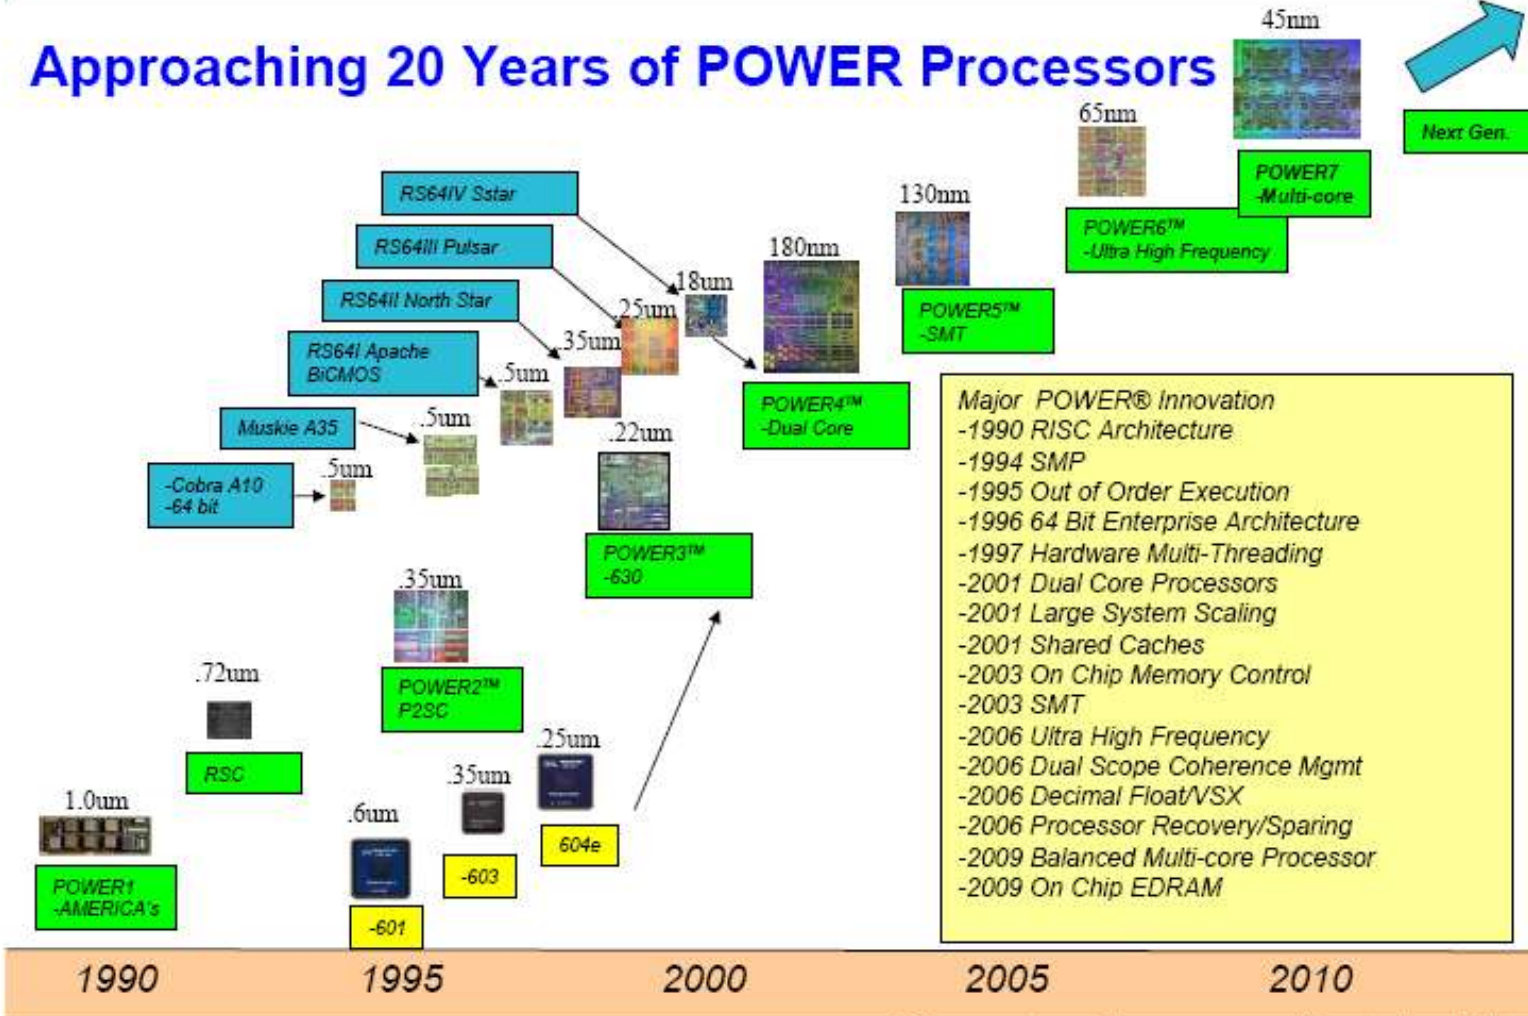 Approaching 20 Years of POWER Processors
45nm
Next Gen.
65nm
POWER7
-Multi-core
RS64IV Sstar
130nm
POWER6™
-Ultra High Frequency
RS64III Pulsar
180nm
.18um
RS64II North Star
.25um
POWER5™
-SMT
RS64I Apache
BiCMOS
.35um
.5um
POWER4™
-Dual Core
Muskie A35
.5um
.22um
-Cobra A10
-64 bit
.5um
POWER3™
-630
.35um
POWER2™
P2SC
.72um
RSC
.25um
.35um
1.0um
.6um
604e
-603
POWER1
-AMERICA's
-601
Major POWER® Innovation
-1990 RISC Architecture
-1994 SMP
-1995 Out of Order Execution
-1996 64 Bit Enterprise Architecture
-1997 Hardware Multi-Threading
-2001 Dual Core Processors
-2001 Large System Scaling
-2001 Shared Caches
-2003 On Chip Memory Control
-2003 SMT
-2006 Ultra High Frequency
-2006 Dual Scope Coherence Mgmt
-2006 Decimal Float/VSX
-2006 Processor Recovery/Sparing
-2009 Balanced Multi-core Processor
-2009 On Chip EDRAM
1990 1995 2000 2005 2010